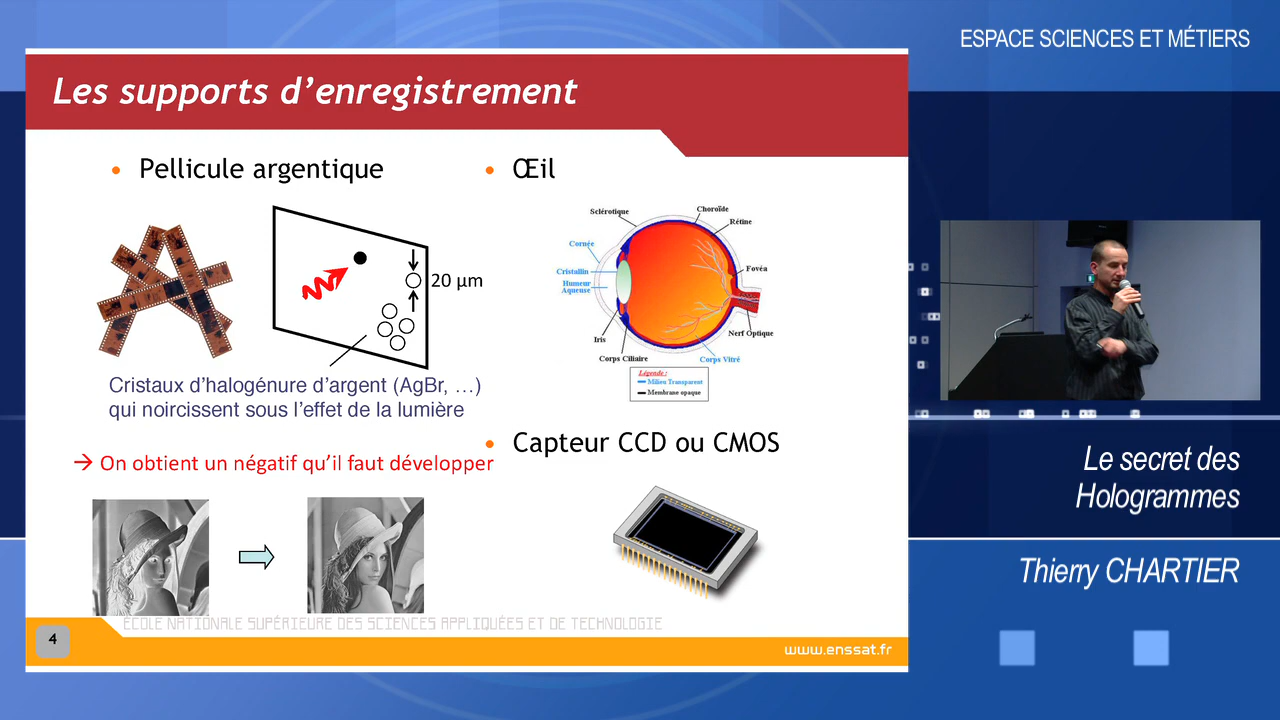 ESPACE SCIENCES ET MÉTIERS
Les supports d'enregistrement
• Pellicule argentique
20 µm
Cristaux d'halogénure d'argent (AgBr, …)
qui noircissent sous l'effet de la lumière
→ On obtient un négatif qu'il faut développer
• Œil
Sclérotique
Choroïde
Rétine
Cornée
Cristallin
Fovéa
Humeur
Aqueuse
Iris
Nerf Optique
Corps Ciliaire
Corps Vitré
Légende :
Milieu Transparent
Membrane opaque
• Capteur CCD ou CMOS
ÉCOLE NATIONALE SUPÉRIEURE DES SCIENCES APPLIQUÉES ET DE TECHNOLOGIE
4
www.enssat.fr
Le secret des
Hologrammes
Thierry CHARTIER